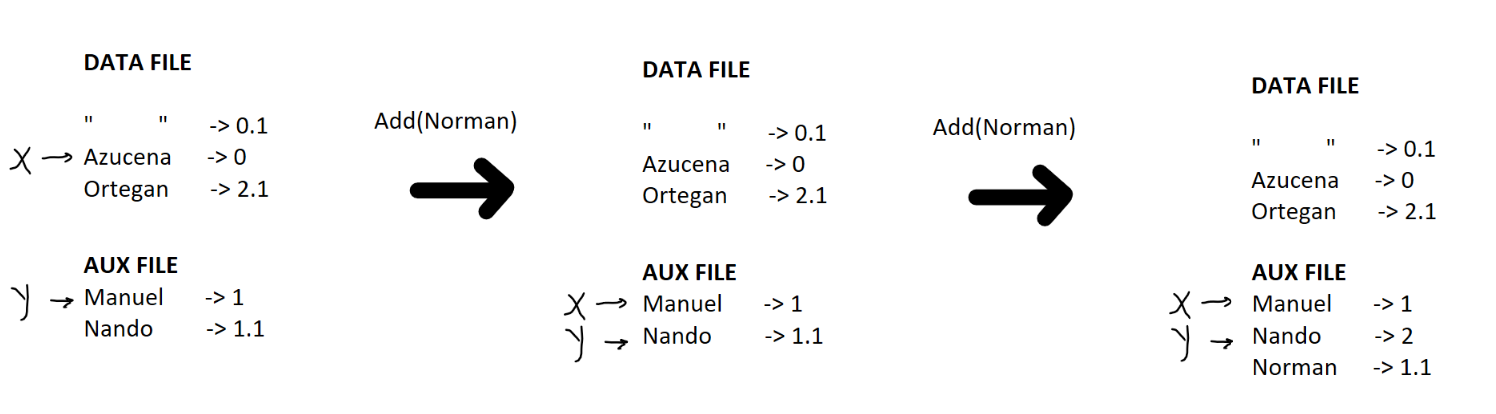 DATA FILE
" " -> 0.1
X → Azucena -> 0
Ortegan -> 2.1
AUX FILE
y → Manuel -> 1
Nando -> 1.1
Add(Norman)
DATA FILE
" " -> 0.1
Azucena -> 0
Ortegan -> 2.1
AUX FILE
X → Manuel -> 1
y → Nando -> 1.1
Add(Norman)
DATA FILE
" " -> 0.1
Azucena -> 0
Ortegan -> 2.1
AUX FILE
X → Manuel -> 1
y → Nando -> 2
Norman -> 1.1